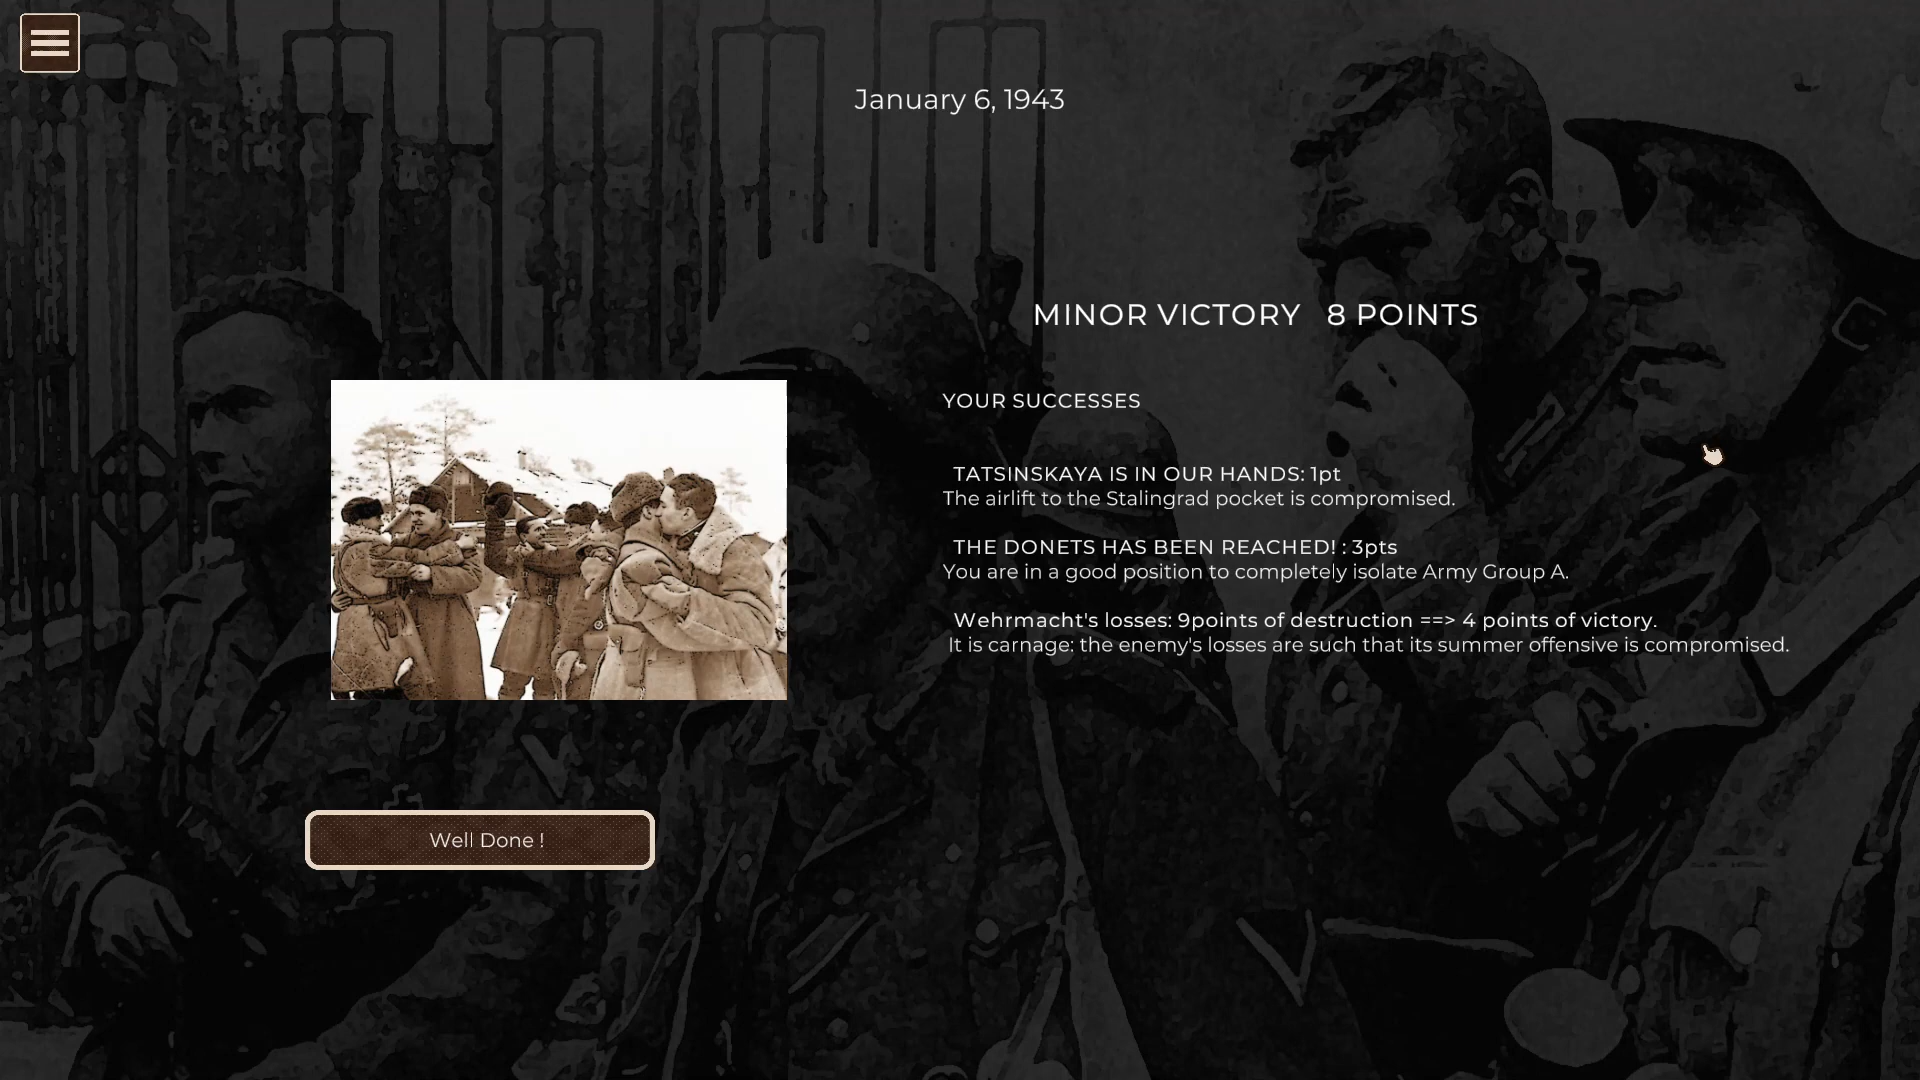 January 6, 1943
MINOR VICTORY 8 POINTS
YOUR SUCCESSES
TATSINSKAYA IS IN OUR HANDS: 1pt
The airlift to the Stalingrad pocket is compromised.
THE DONETS HAS BEEN REACHED! : 3pts
You are in a good position to completely isolate Army Group A.
Wehrmacht's losses: 9points of destruction ==> 4 points of victory.
It is carnage: the enemy's losses are such that its summer offensive is compromised.
Well Done !